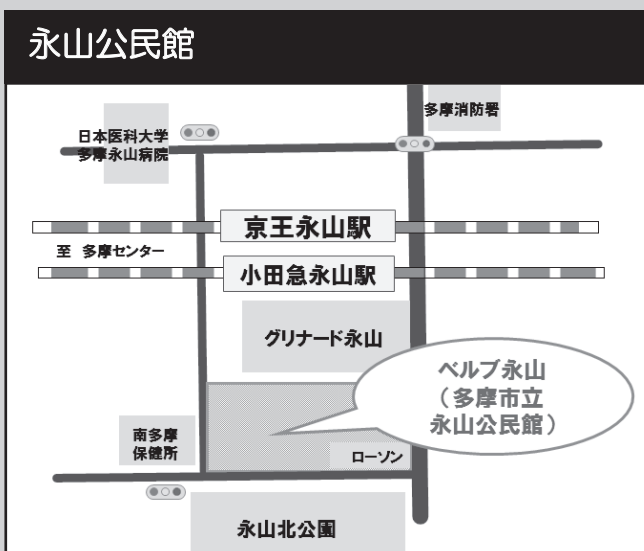 永山公民館
多摩消防署
日本医科大学
多摩永山病院
京王永山駅
至 多摩センター
小田急永山駅
グリナード永山
ベルブ永山
（多摩市立
永山公民館）
南多摩
保健所
ローソン
永山北公園